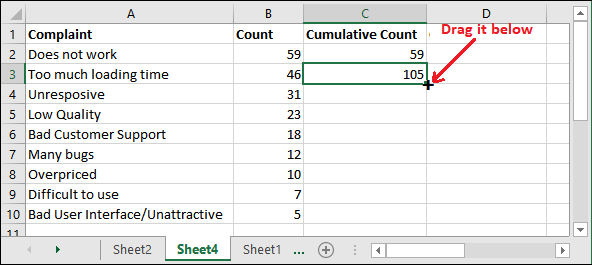 A B C D
Drag it below
1 Complaint Count Cumulative Count
2 Does not work 59 59
3 Too much loading time 46 105
4 Unresposive 31
5 Low Quality 23
6 Bad Customer Support 18
7 Many bugs 12
8 Overpriced 10
9 Difficult to use 7
10 Bad User Interface/Unattractive 5
11
Sheet2 Sheet4 Sheet1 ...